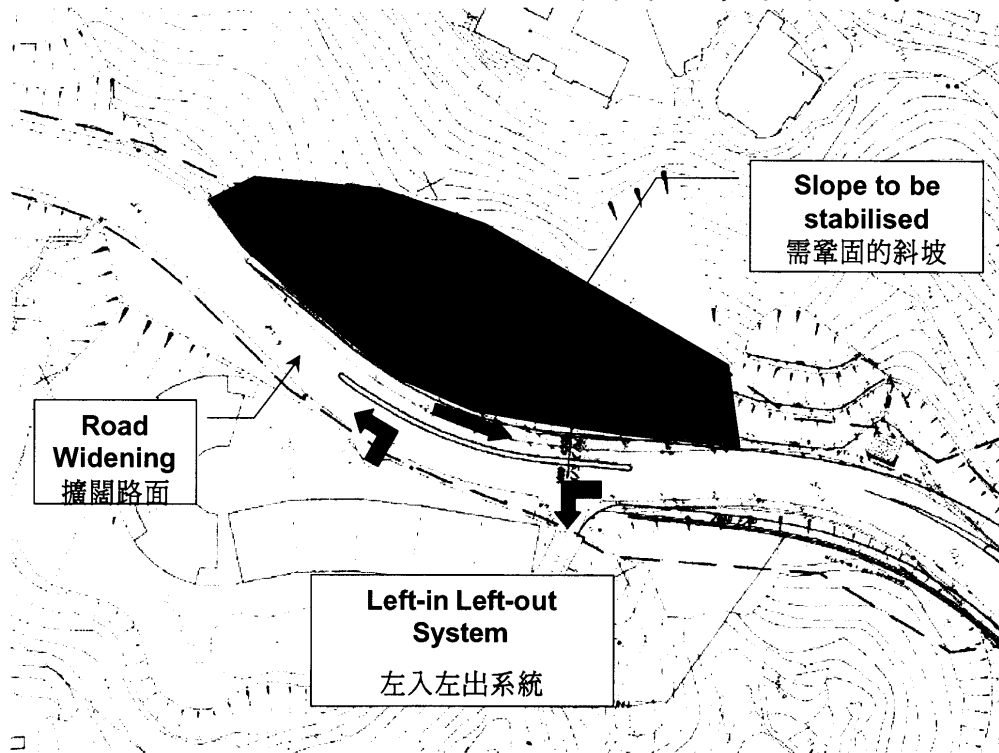 Slope to be
stabilised
需鞏固的斜坡
Road
Widening
擴闊路面
Left-in Left-out
System
左入左出系統